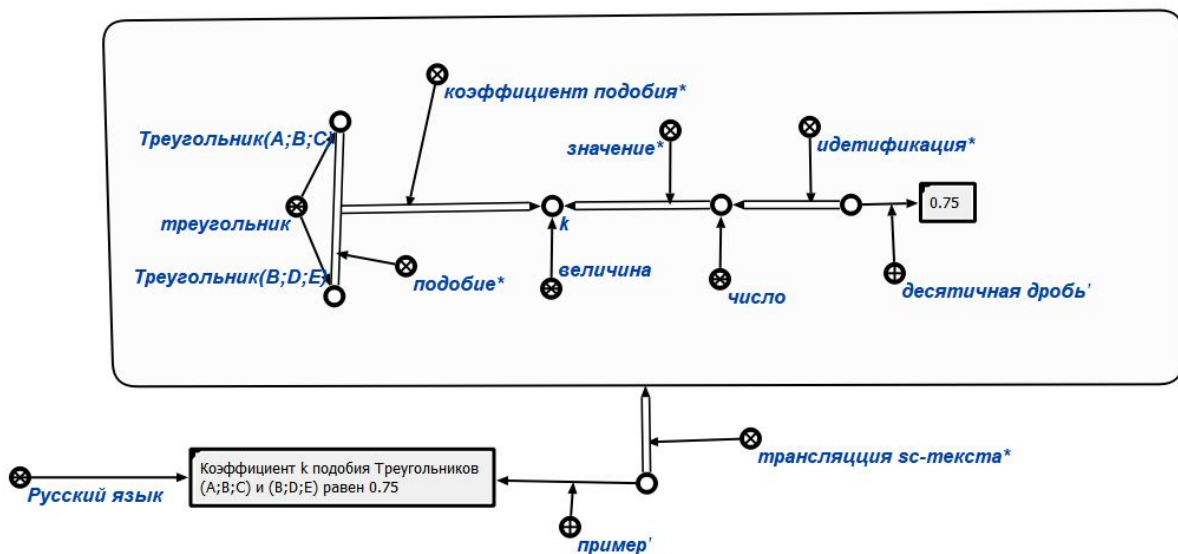 коэффициент подобия*
Треугольник(A;B;C)
значение*
идетификация*
0.75
треугольник
k
Треугольник(B;D;E)
подобие*
величина
число
десятичная дробь'
Коэффициент k подобия Треугольников
(A;B;C) и (B;D;E) равен 0.75
трансляцция sc-текста*
Русский язык
пример'